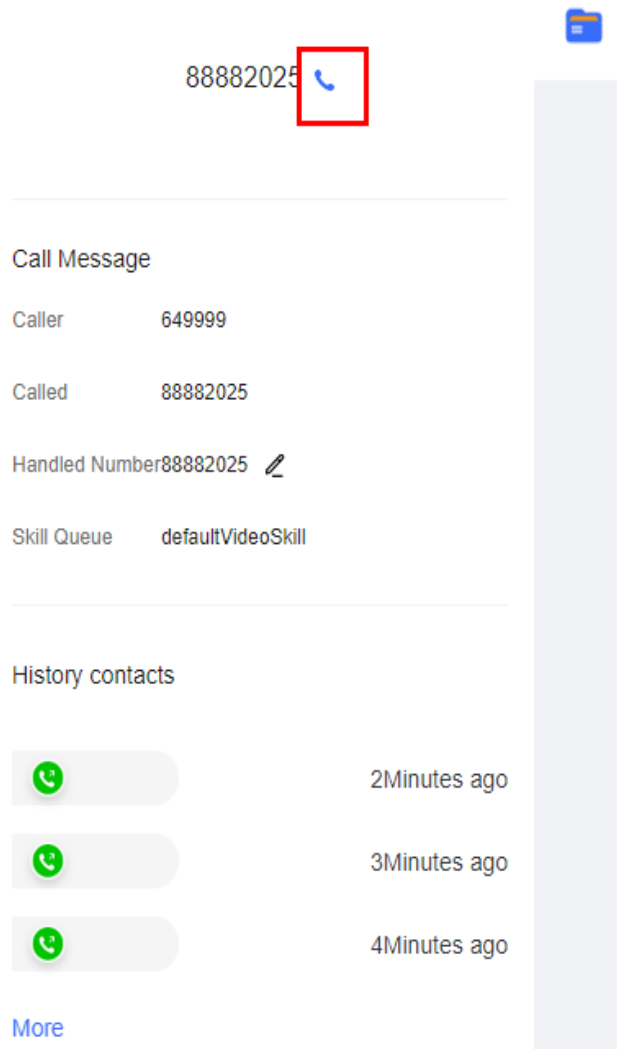 88882025
Call Message
Caller 649999
Called 88882025
Handled Number88882025
Skill Queue defaultVideoSkill
History contacts
2Minutes ago
3Minutes ago
4Minutes ago
More